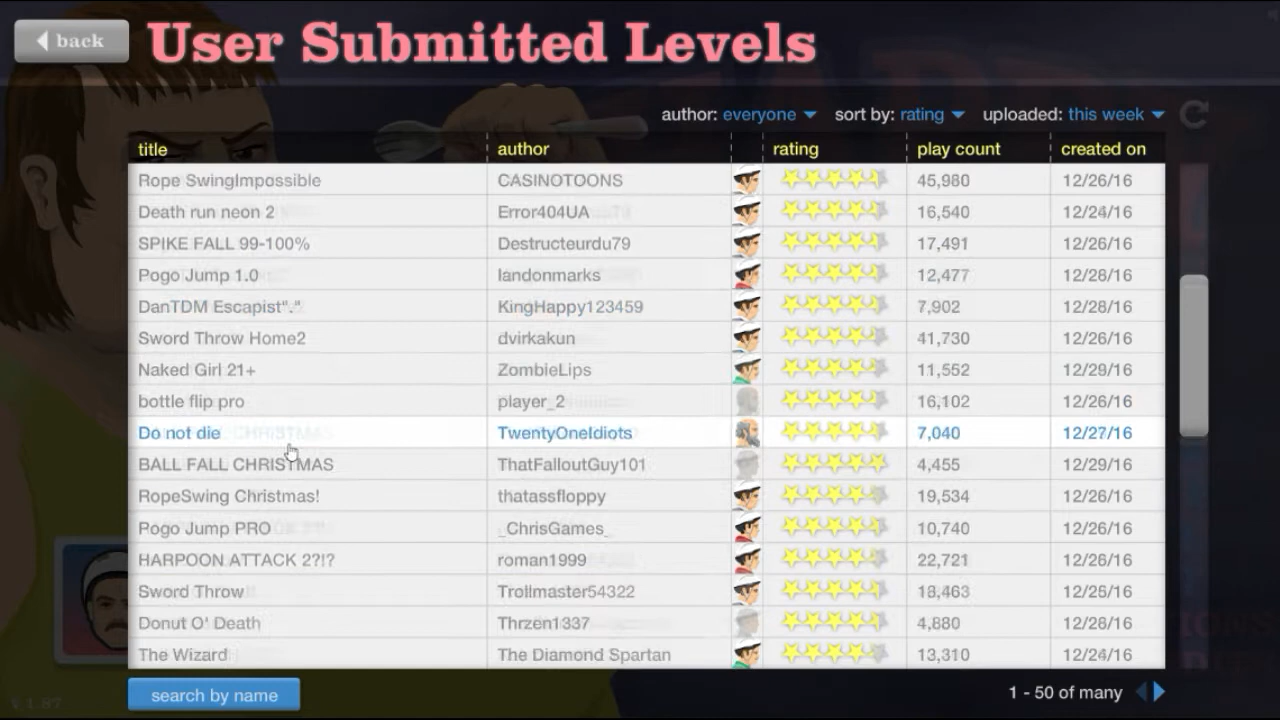 back
User Submitted Levels
author: everyone sort by: rating uploaded: this week
title author rating play count created on
Rope SwingImpossible CASINOTOONS 45,980 12/26/16
Death run neon 2 Error404UA 16,540 12/24/16
SPIKE FALL 99-100% Destructeurdu79 17,491 12/26/16
Pogo Jump 1.0 landonmarks 12,477 12/28/16
DanTDM Escapist"." KingHappy123459 7,902 12/28/16
Sword Throw Home2 dvirkakun 41,730 12/26/16
Naked Girl 21+ ZombieLips 11,552 12/29/16
bottle flip pro player_2 16,102 12/26/16
Do not die TwentyOneIdiots 7,040 12/27/16
BALL FALL CHRISTMAS ThatFalloutGuy101 4,455 12/29/16
RopeSwing Christmas! thatassfloppy 19,534 12/26/16
Pogo Jump PRO _ChrisGames_ 10,740 12/26/16
HARPOON ATTACK 2?!? roman1999 22,721 12/26/16
Sword Throw Trollmaster54322 18,463 12/25/16
Donut O' Death Thrzen1337 4,880 12/28/16
The Wizard The Diamond Spartan 13,310 12/24/16
search by name 1 - 50 of many
v 1.87